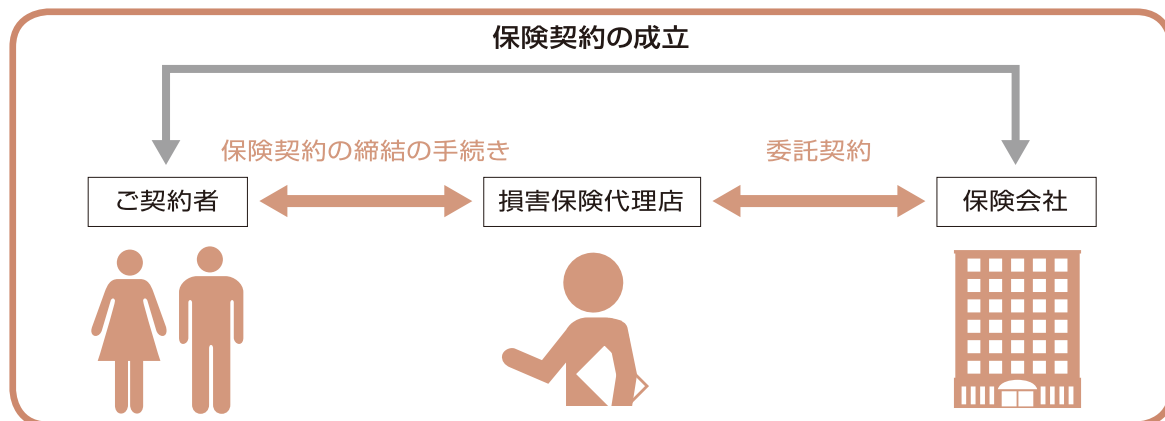 保険契約の成立
保険契約の締結の手続き
委託契約
ご契約者
損害保険代理店
保険会社